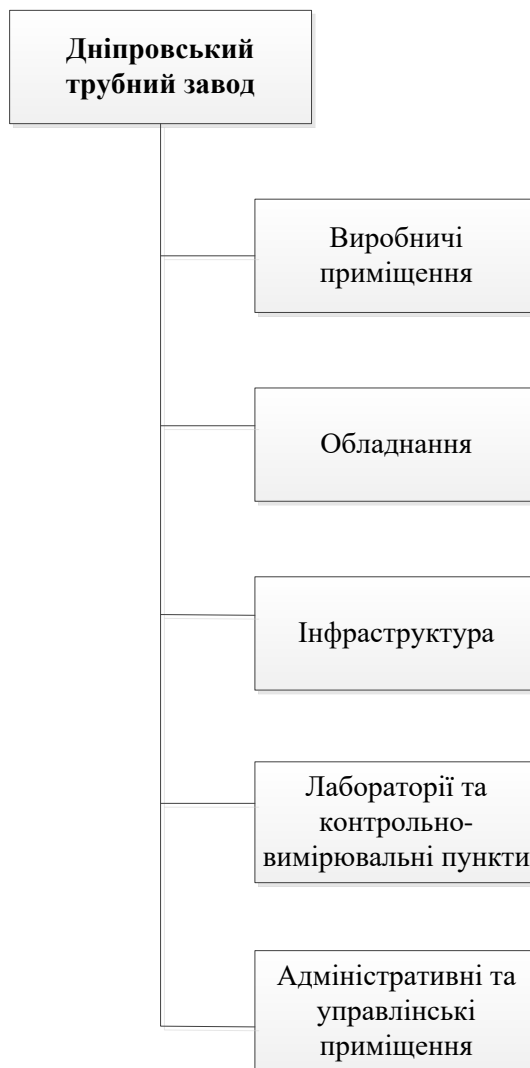 Дніпровський
трубний завод
Виробничі
приміщення
Обладнання
Інфраструктура
Лабораторії та
контрольно-
вимірювальні пункти
Адміністративні та
управлінські
приміщення